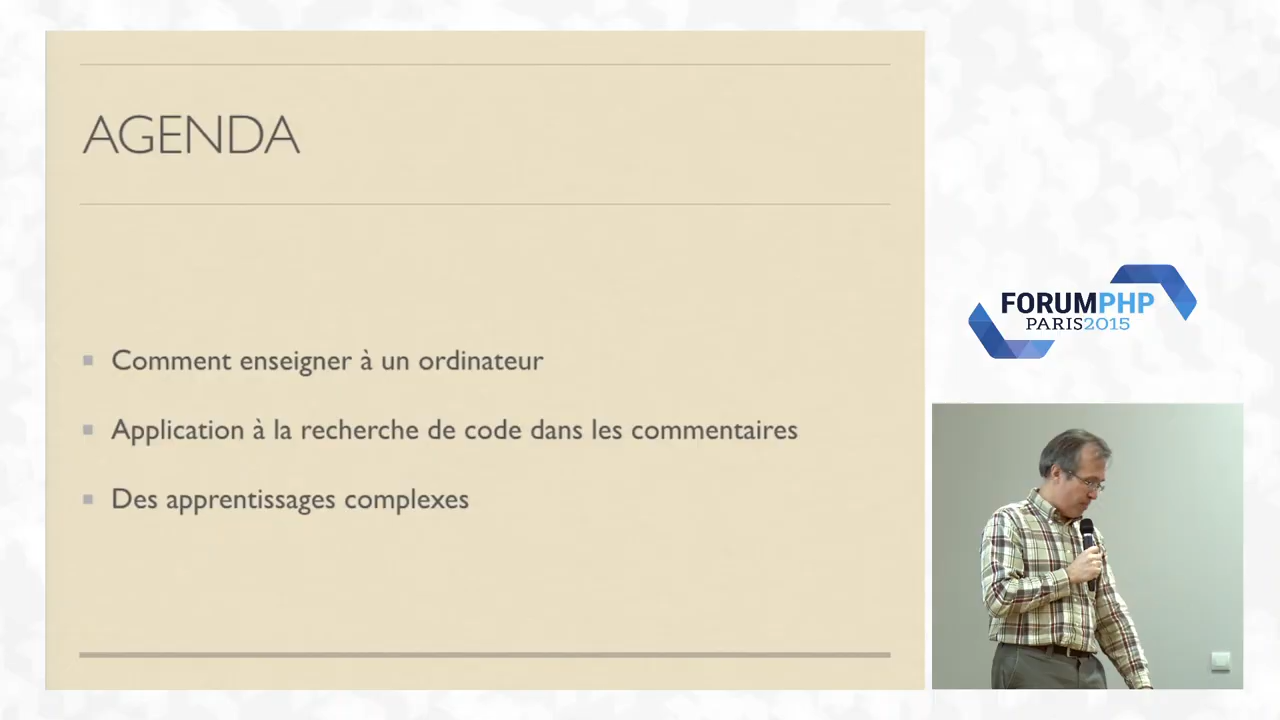 AGENDA
Comment enseigner à un ordinateur
Application à la recherche de code dans les commentaires
Des apprentissages complexes
FORUMPHP
PARIS2015